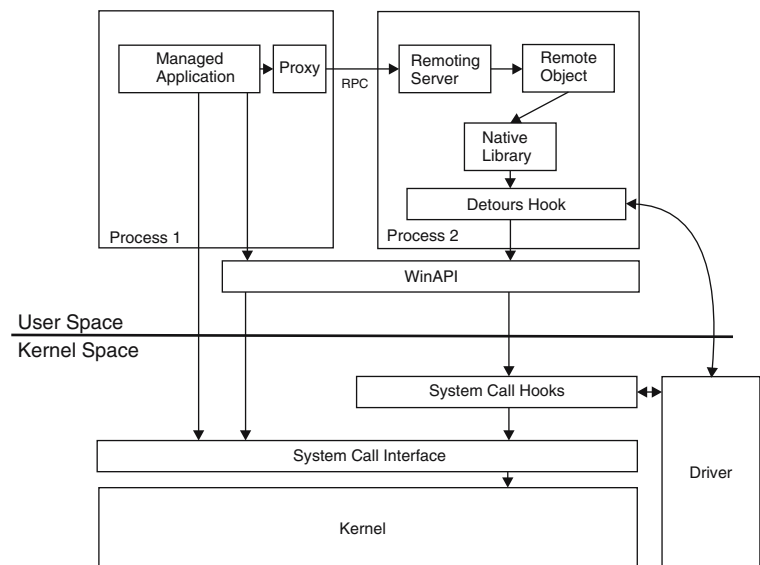 Managed
Application
Proxy
RPC
Remoting
Server
Remote
Object
Native
Library
Detours Hook
Process 1
Process 2
WinAPI
User Space
Kernel Space
System Call Hooks
System Call Interface
Driver
Kernel